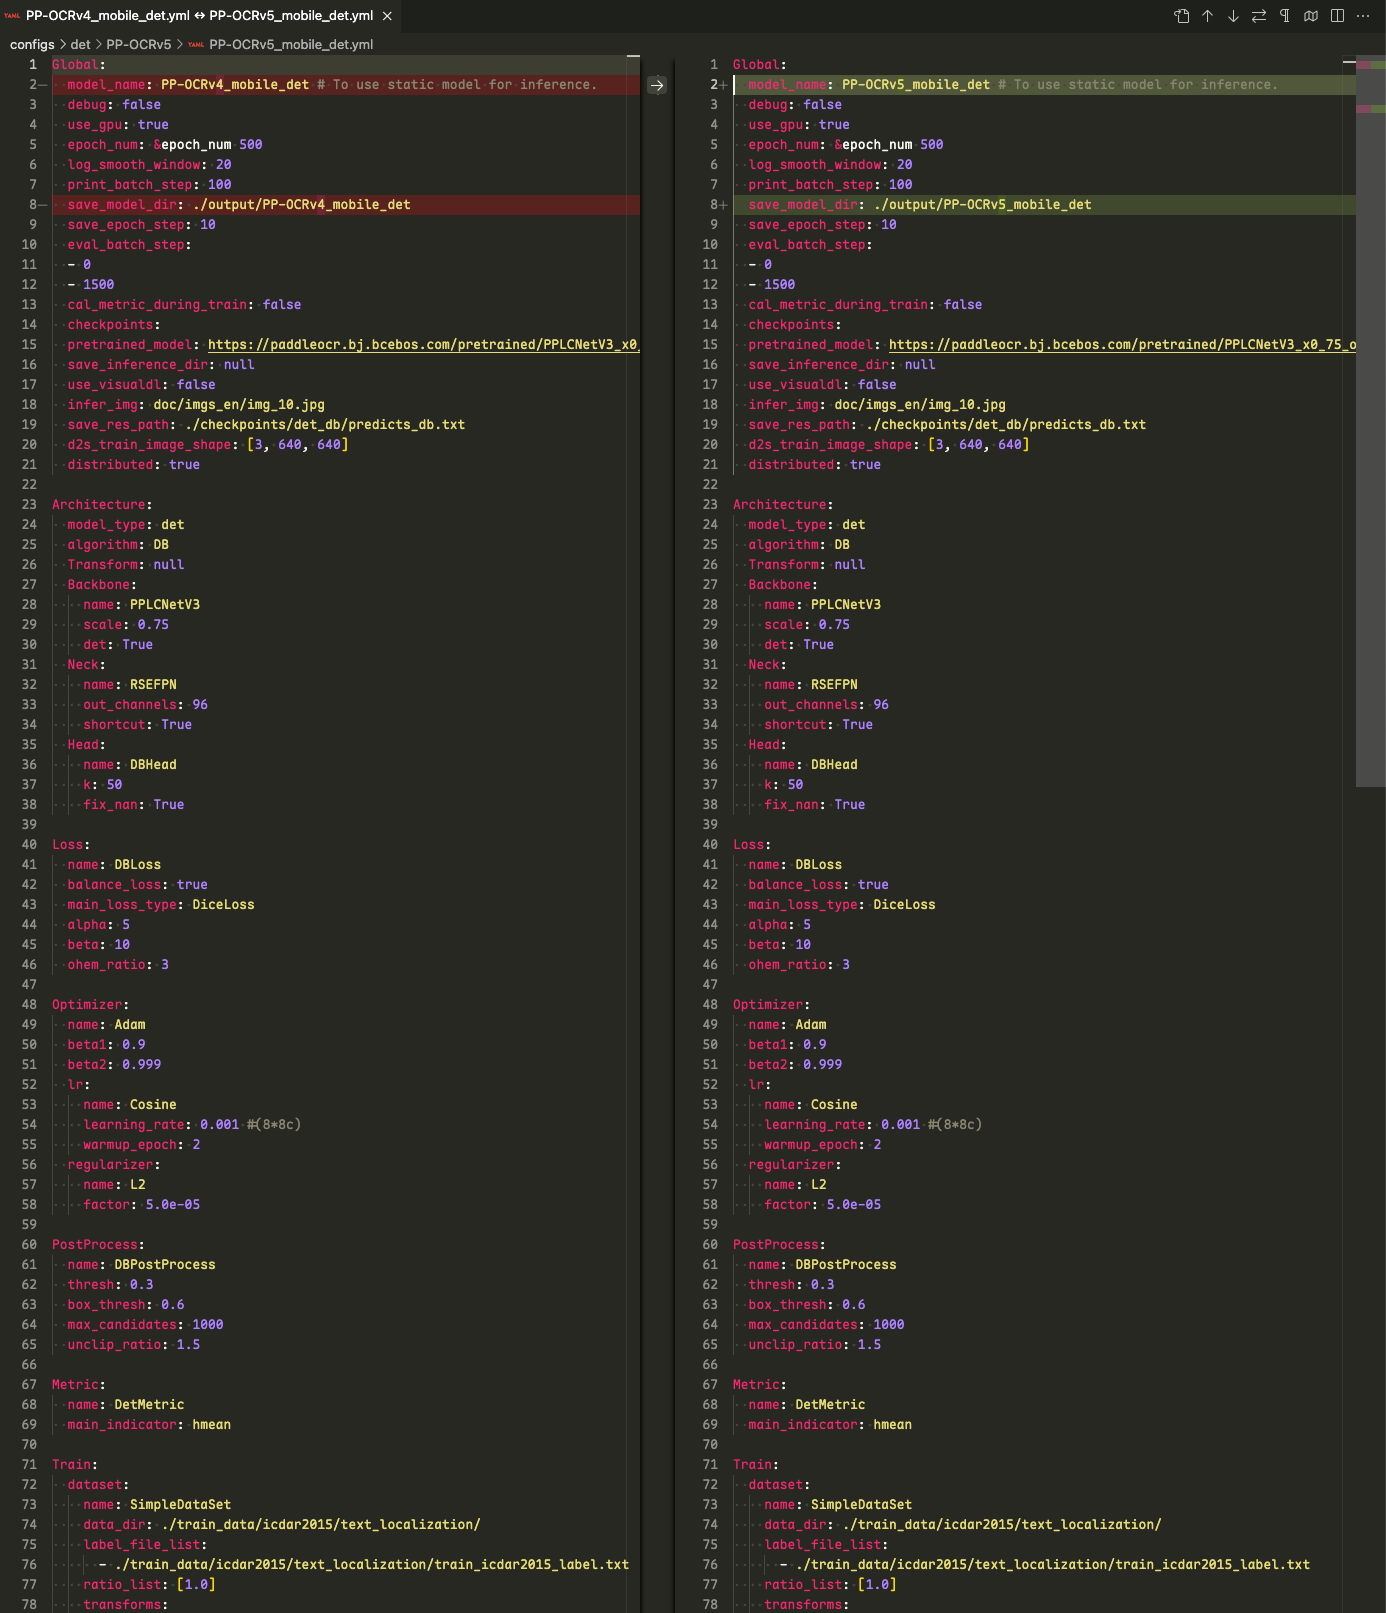 YAML PP-OCRv4_mobile_det.yml ↔ PP-OCRv5_mobile_det.yml ×
configs > det > PP-OCRv5 > YAML PP-OCRv5_mobile_det.yml
1 Global:
2− model_name: PP-OCRv4_mobile_det # To use static model for inference.
3 debug: false
4 use_gpu: true
5 epoch_num: &epoch_num 500
6 log_smooth_window: 20
7 print_batch_step: 100
8− save_model_dir: ./output/PP-OCRv4_mobile_det
9 save_epoch_step: 10
10 eval_batch_step:
11 - 0
12 - 1500
13 cal_metric_during_train: false
14 checkpoints:
15 pretrained_model: https://paddleocr.bj.bcebos.com/pretrained/PPLCNetV3_x0_
16 save_inference_dir: null
17 use_visualdl: false
18 infer_img: doc/imgs_en/img_10.jpg
19 save_res_path: ./checkpoints/det_db/predicts_db.txt
20 d2s_train_image_shape: [3, 640, 640]
21 distributed: true
22
23 Architecture:
24 model_type: det
25 algorithm: DB
26 Transform: null
27 Backbone:
28 name: PPLCNetV3
29 scale: 0.75
30 det: True
31 Neck:
32 name: RSEFPN
33 out_channels: 96
34 shortcut: True
35 Head:
36 name: DBHead
37 k: 50
38 fix_nan: True
39
40 Loss:
41 name: DBLoss
42 balance_loss: true
43 main_loss_type: DiceLoss
44 alpha: 5
45 beta: 10
46 ohem_ratio: 3
47
48 Optimizer:
49 name: Adam
50 beta1: 0.9
51 beta2: 0.999
52 lr:
53 name: Cosine
54 learning_rate: 0.001 #(8*8c)
55 warmup_epoch: 2
56 regularizer:
57 name: L2
58 factor: 5.0e-05
59
60 PostProcess:
61 name: DBPostProcess
62 thresh: 0.3
63 box_thresh: 0.6
64 max_candidates: 1000
65 unclip_ratio: 1.5
66
67 Metric:
68 name: DetMetric
69 main_indicator: hmean
70
71 Train:
72 dataset:
73 name: SimpleDataSet
74 data_dir: ./train_data/icdar2015/text_localization/
75 label_file_list:
76 - ./train_data/icdar2015/text_localization/train_icdar2015_label.txt
77 ratio_list: [1.0]
78 transforms:
1 Global:
2+ model_name: PP-OCRv5_mobile_det # To use static model for inference.
3 debug: false
4 use_gpu: true
5 epoch_num: &epoch_num 500
6 log_smooth_window: 20
7 print_batch_step: 100
8+ save_model_dir: ./output/PP-OCRv5_mobile_det
9 save_epoch_step: 10
10 eval_batch_step:
11 - 0
12 - 1500
13 cal_metric_during_train: false
14 checkpoints:
15 pretrained_model: https://paddleocr.bj.bcebos.com/pretrained/PPLCNetV3_x0_75_o
16 save_inference_dir: null
17 use_visualdl: false
18 infer_img: doc/imgs_en/img_10.jpg
19 save_res_path: ./checkpoints/det_db/predicts_db.txt
20 d2s_train_image_shape: [3, 640, 640]
21 distributed: true
22
23 Architecture:
24 model_type: det
25 algorithm: DB
26 Transform: null
27 Backbone:
28 name: PPLCNetV3
29 scale: 0.75
30 det: True
31 Neck:
32 name: RSEFPN
33 out_channels: 96
34 shortcut: True
35 Head:
36 name: DBHead
37 k: 50
38 fix_nan: True
39
40 Loss:
41 name: DBLoss
42 balance_loss: true
43 main_loss_type: DiceLoss
44 alpha: 5
45 beta: 10
46 ohem_ratio: 3
47
48 Optimizer:
49 name: Adam
50 beta1: 0.9
51 beta2: 0.999
52 lr:
53 name: Cosine
54 learning_rate: 0.001 #(8*8c)
55 warmup_epoch: 2
56 regularizer:
57 name: L2
58 factor: 5.0e-05
59
60 PostProcess:
61 name: DBPostProcess
62 thresh: 0.3
63 box_thresh: 0.6
64 max_candidates: 1000
65 unclip_ratio: 1.5
66
67 Metric:
68 name: DetMetric
69 main_indicator: hmean
70
71 Train:
72 dataset:
73 name: SimpleDataSet
74 data_dir: ./train_data/icdar2015/text_localization/
75 label_file_list:
76 - ./train_data/icdar2015/text_localization/train_icdar2015_label.txt
77 ratio_list: [1.0]
78 transforms: